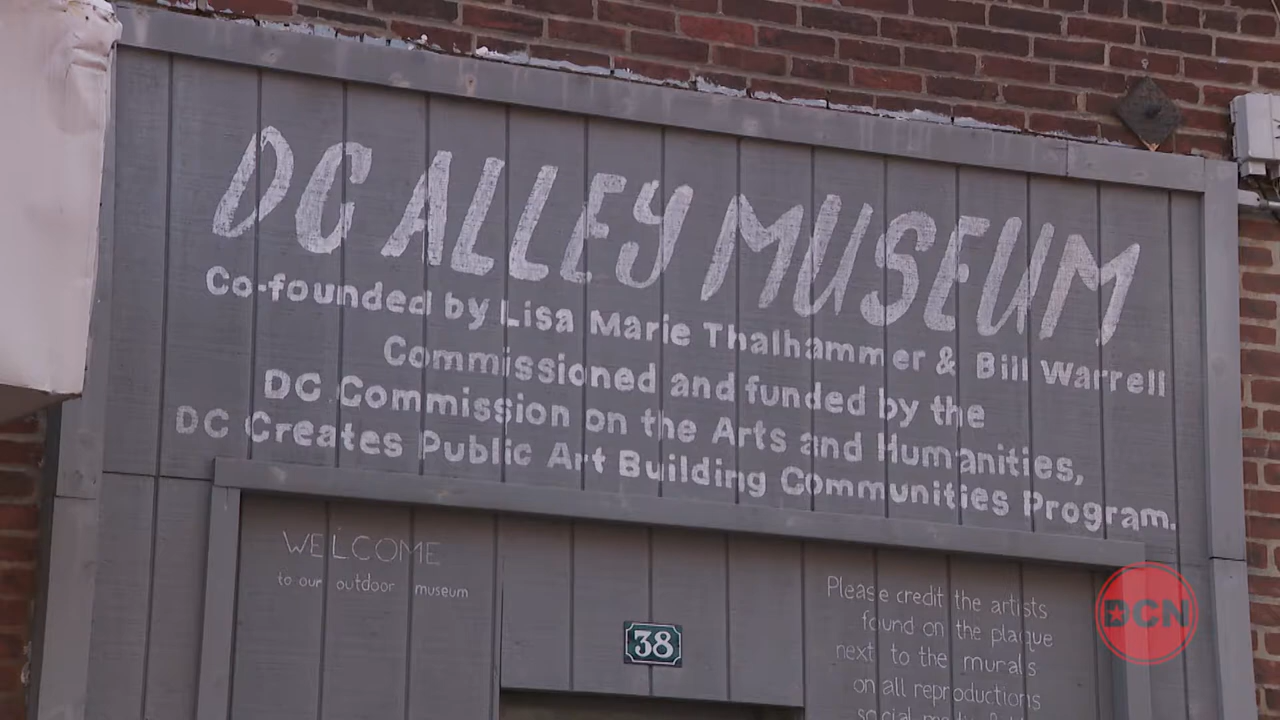 DC ALLEY MUSEUM
Co-founded by Lisa Marie Thalhammer & Bill Warrell
Commissioned and funded by the
DC Commission on the Arts and Humanities,
DC Creates Public Art Building Communities Program.
WELCOME
to our outdoor museum
38
Please credit the artists
found on the plaque
next to the murals
on all reproductions
social
DCN